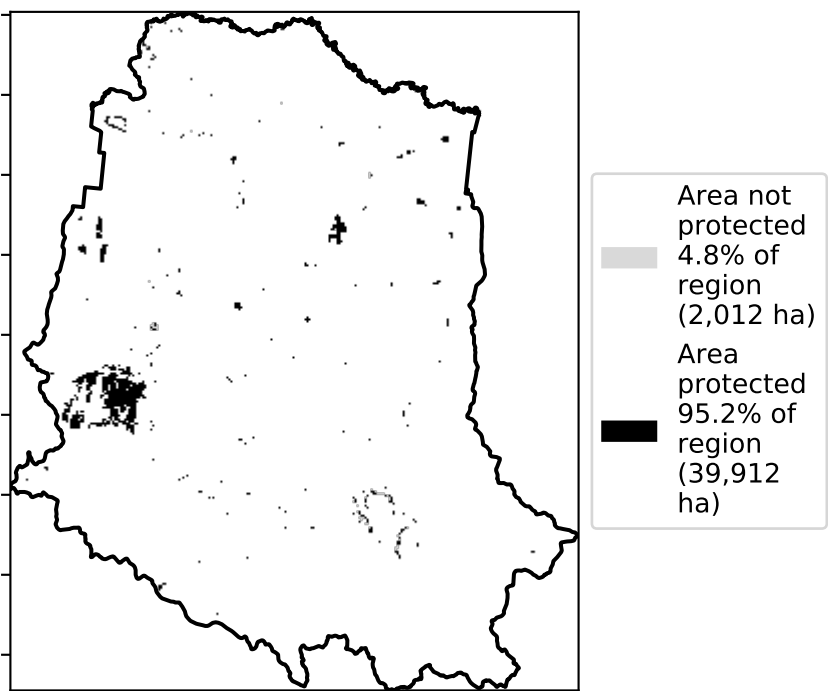 Area not
protected
4.8% of
region
(2,012 ha)
Area
protected
95.2% of
region
(39,912
ha)